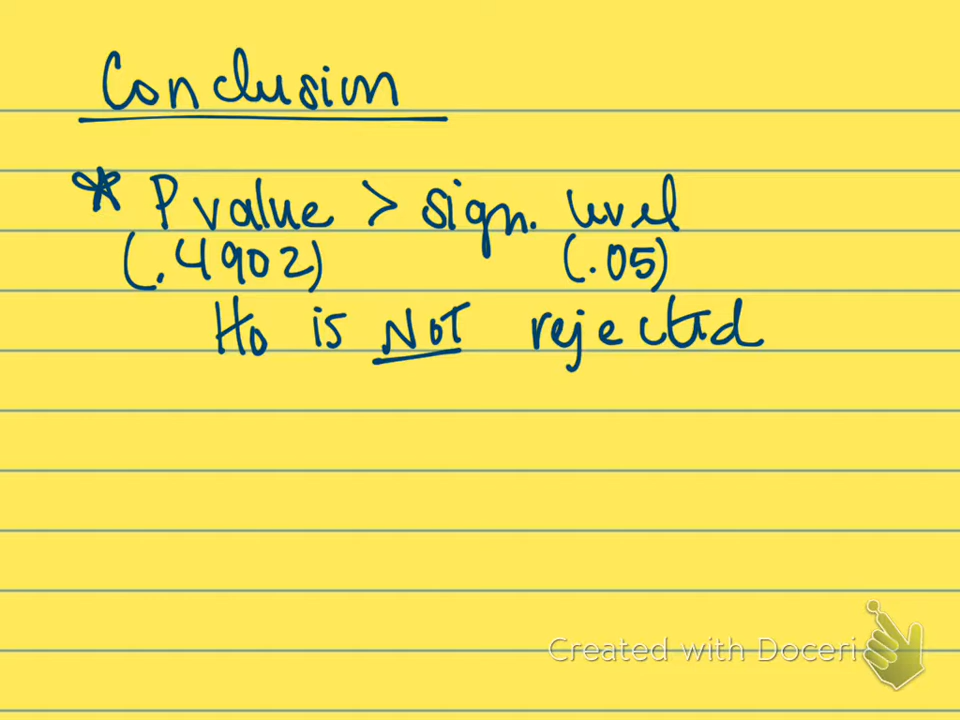 Conclusion
* P value > sign. level
(.4902) (.05)
Ho is NOT rejected
Created with Doceri